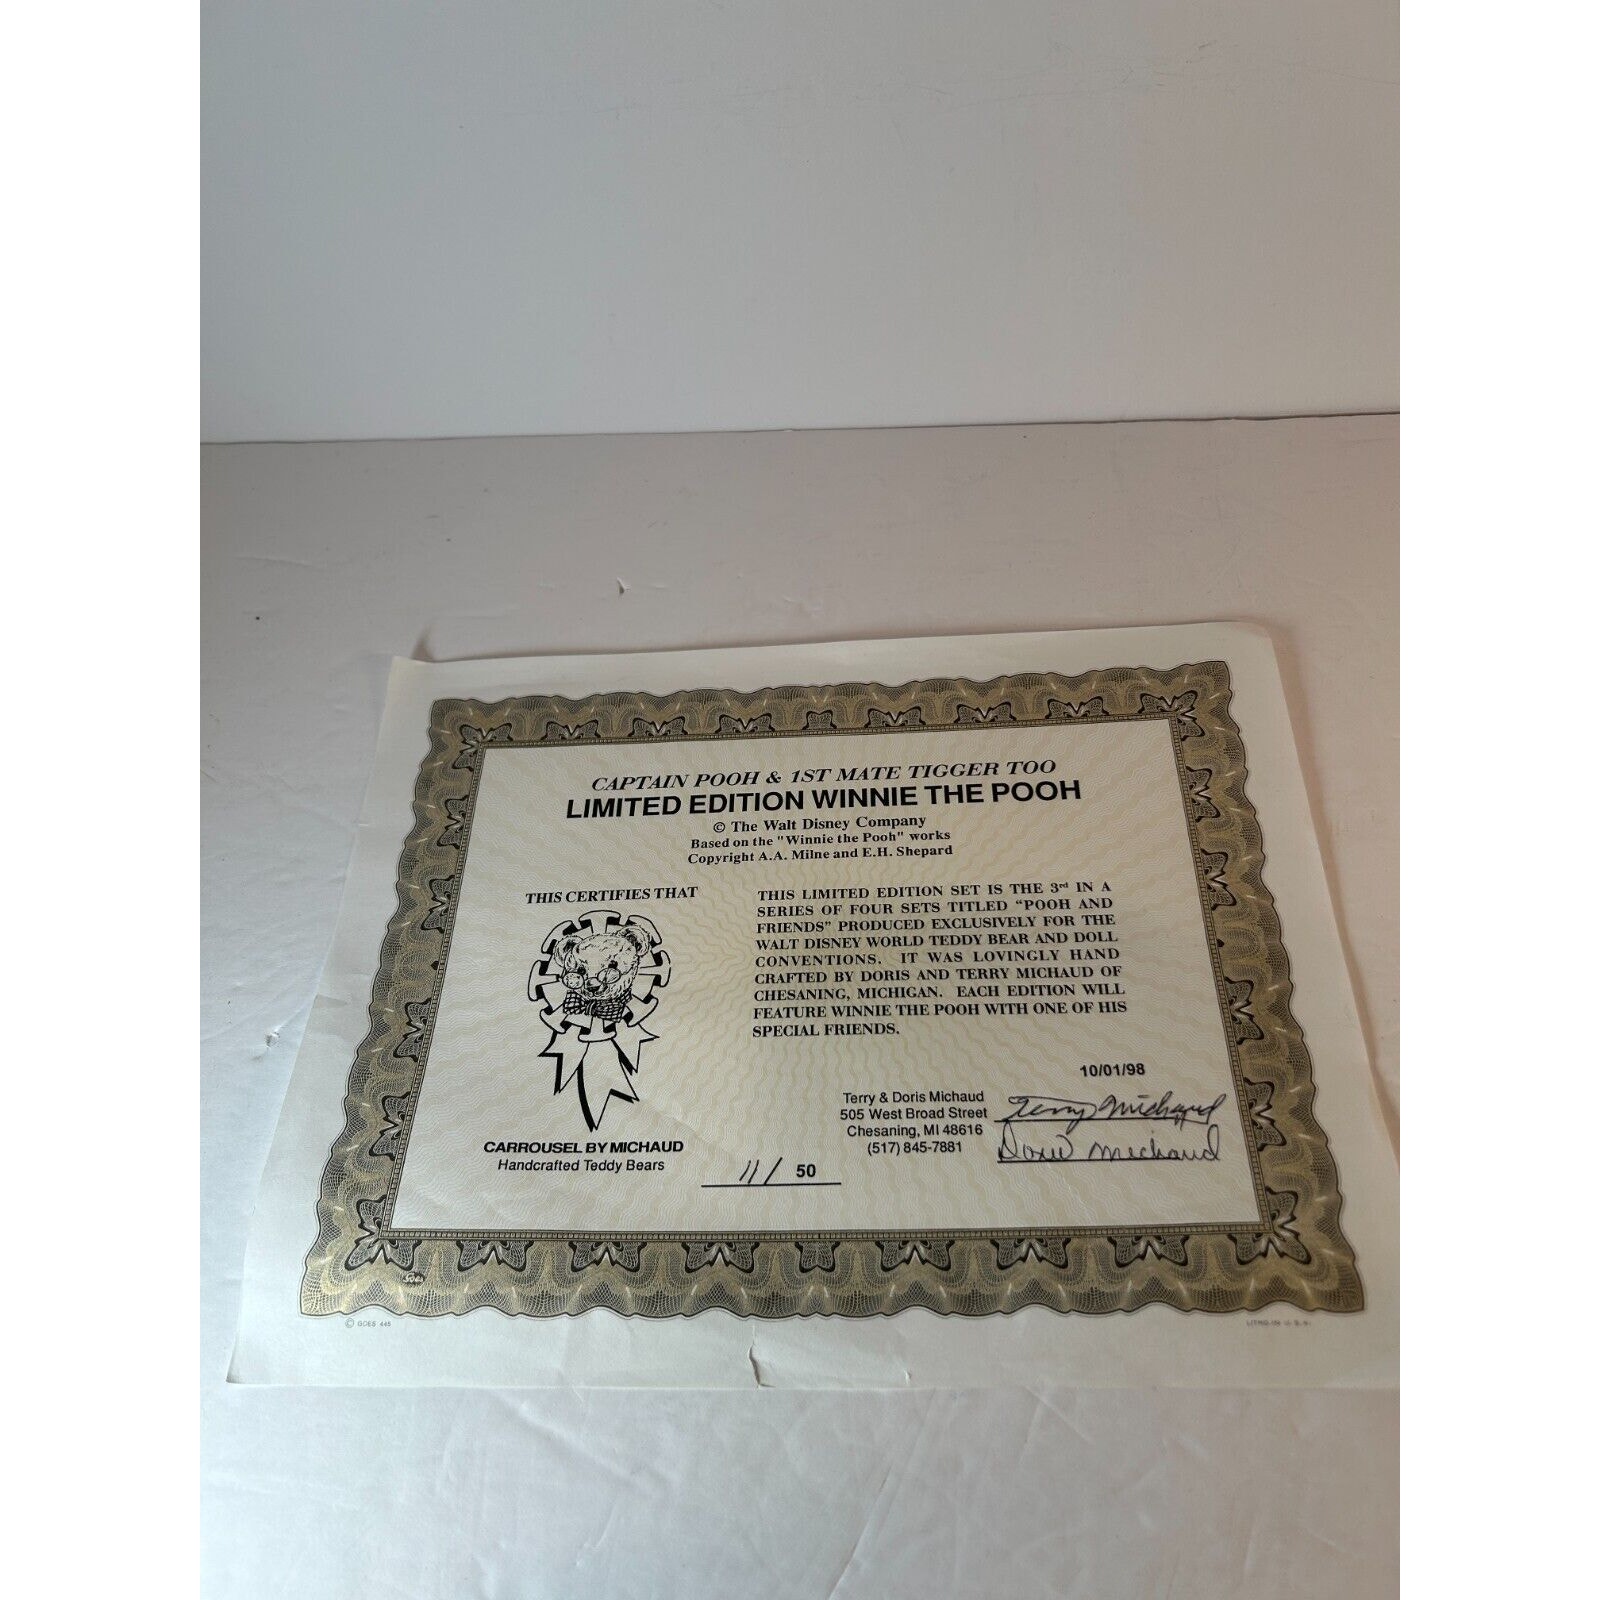 CAPTAIN POOH & 1ST MATE TIGGER TOO
LIMITED EDITION WINNIE THE POOH
© The Walt Disney Company
Based on the "Winnie the Pooh" works
Copyright A.A. Milne and E.H. Shepard
THIS CERTIFIES THAT
CARROUSEL BY MICHAUD
Handcrafted Teddy Bears
THIS LIMITED EDITION SET IS THE 3rd IN A
SERIES OF FOUR SETS TITLED “POOH AND
FRIENDS” PRODUCED EXCLUSIVELY FOR THE
WALT DISNEY WORLD TEDDY BEAR AND DOLL
CONVENTIONS. IT WAS LOVINGLY HAND
CRAFTED BY DORIS AND TERRY MICHAUD OF
CHESANING, MICHIGAN. EACH EDITION WILL
FEATURE WINNIE THE POOH WITH ONE OF HIS
SPECIAL FRIENDS.
10/01/98
Terry & Doris Michaud
505 West Broad Street
Chesaning, MI 48616
(517) 845-7881
Terry Michaud
Doris Michaud
11/ 50
Goes
© GOES 445
LITHO. IN U. S. A.